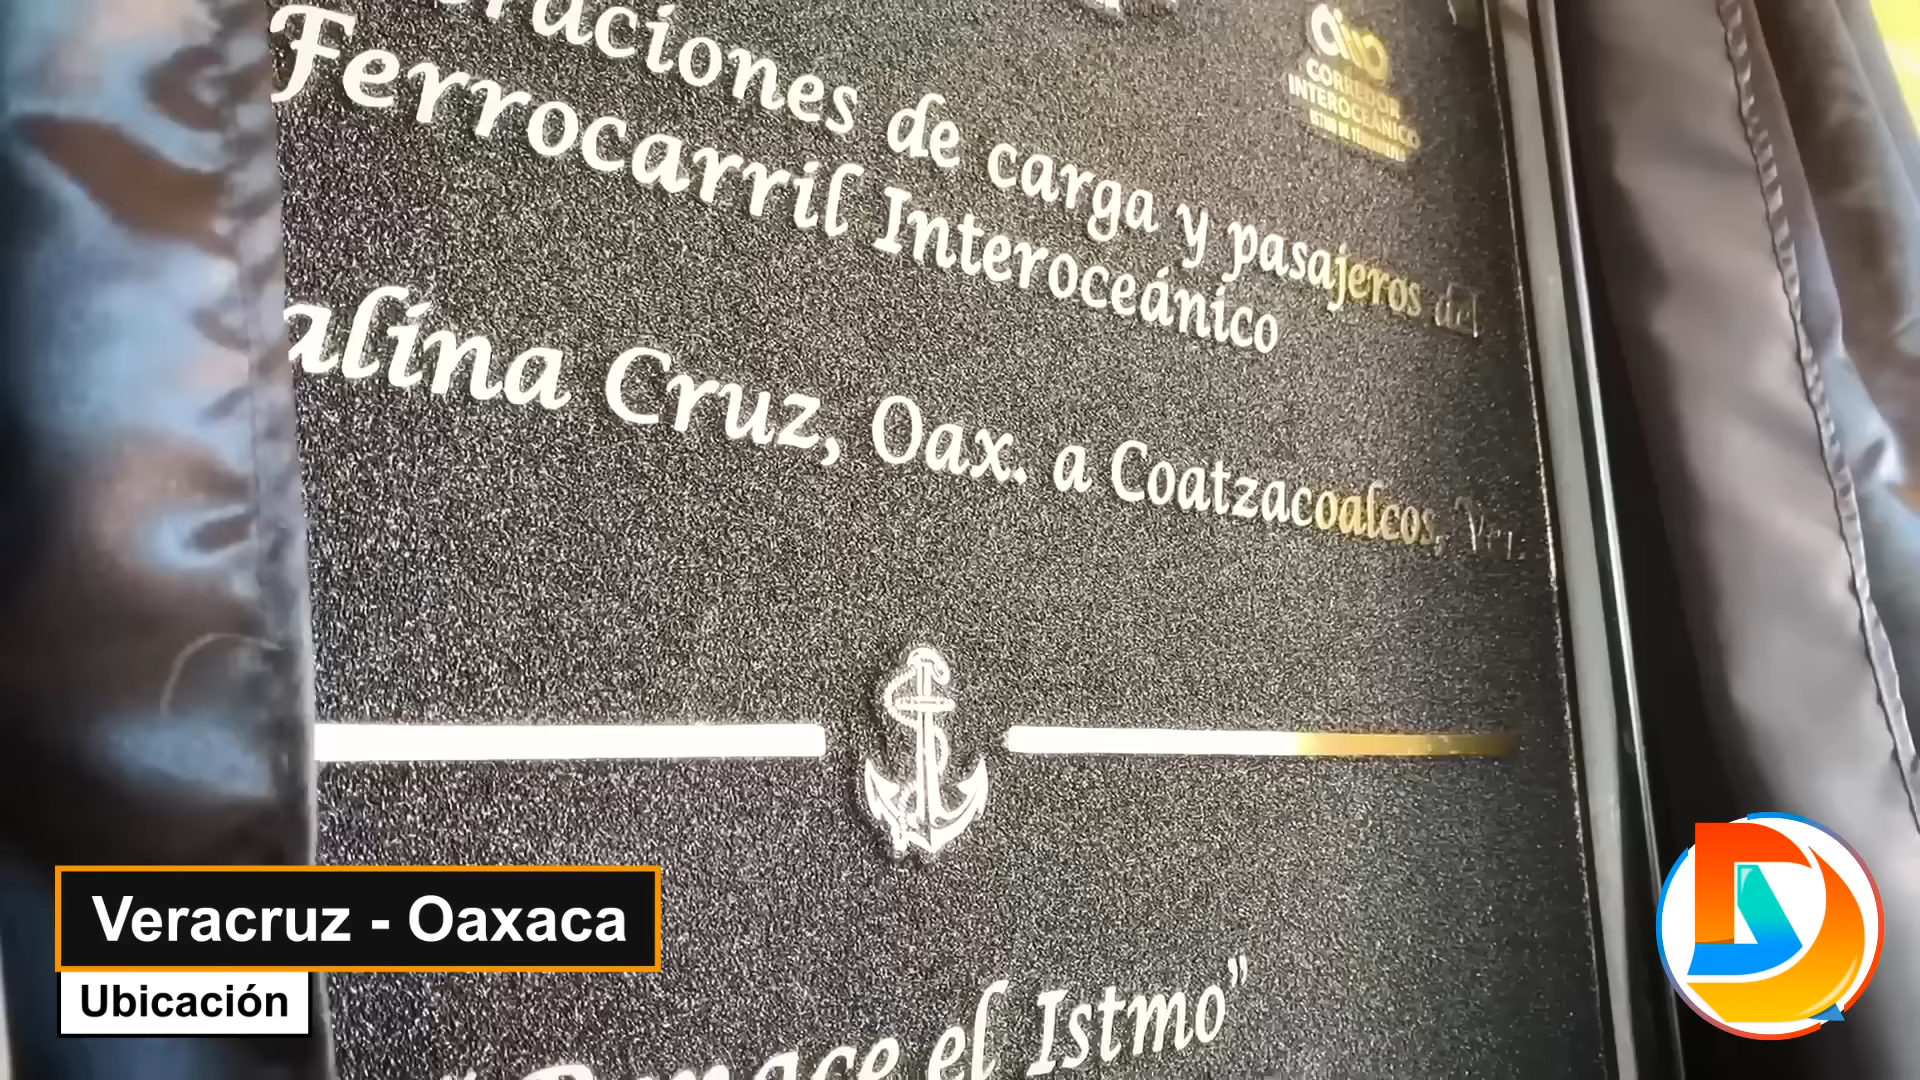 raciones de carga y pasajeros del
Ferrocarril Interoceánico
alina Cruz, Oax. a Coatzacoalcos, Ver.
CORREDOR
INTEROCEÁNICO
ISTMO DE TEHUANTEPEC
"Renace el Istmo"
Veracruz - Oaxaca
Ubicación